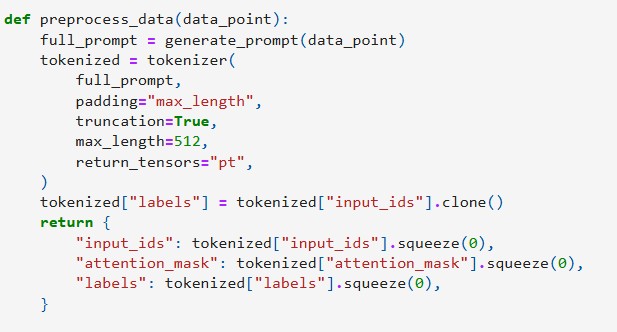 def preprocess_data(data_point):
    full_prompt = generate_prompt(data_point)
    tokenized = tokenizer(
        full_prompt,
        padding="max_length",
        truncation=True,
        max_length=512,
        return_tensors="pt",
    )
    tokenized["labels"] = tokenized["input_ids"].clone()
    return {
        "input_ids": tokenized["input_ids"].squeeze(0),
        "attention_mask": tokenized["attention_mask"].squeeze(0),
        "labels": tokenized["labels"].squeeze(0),
    }